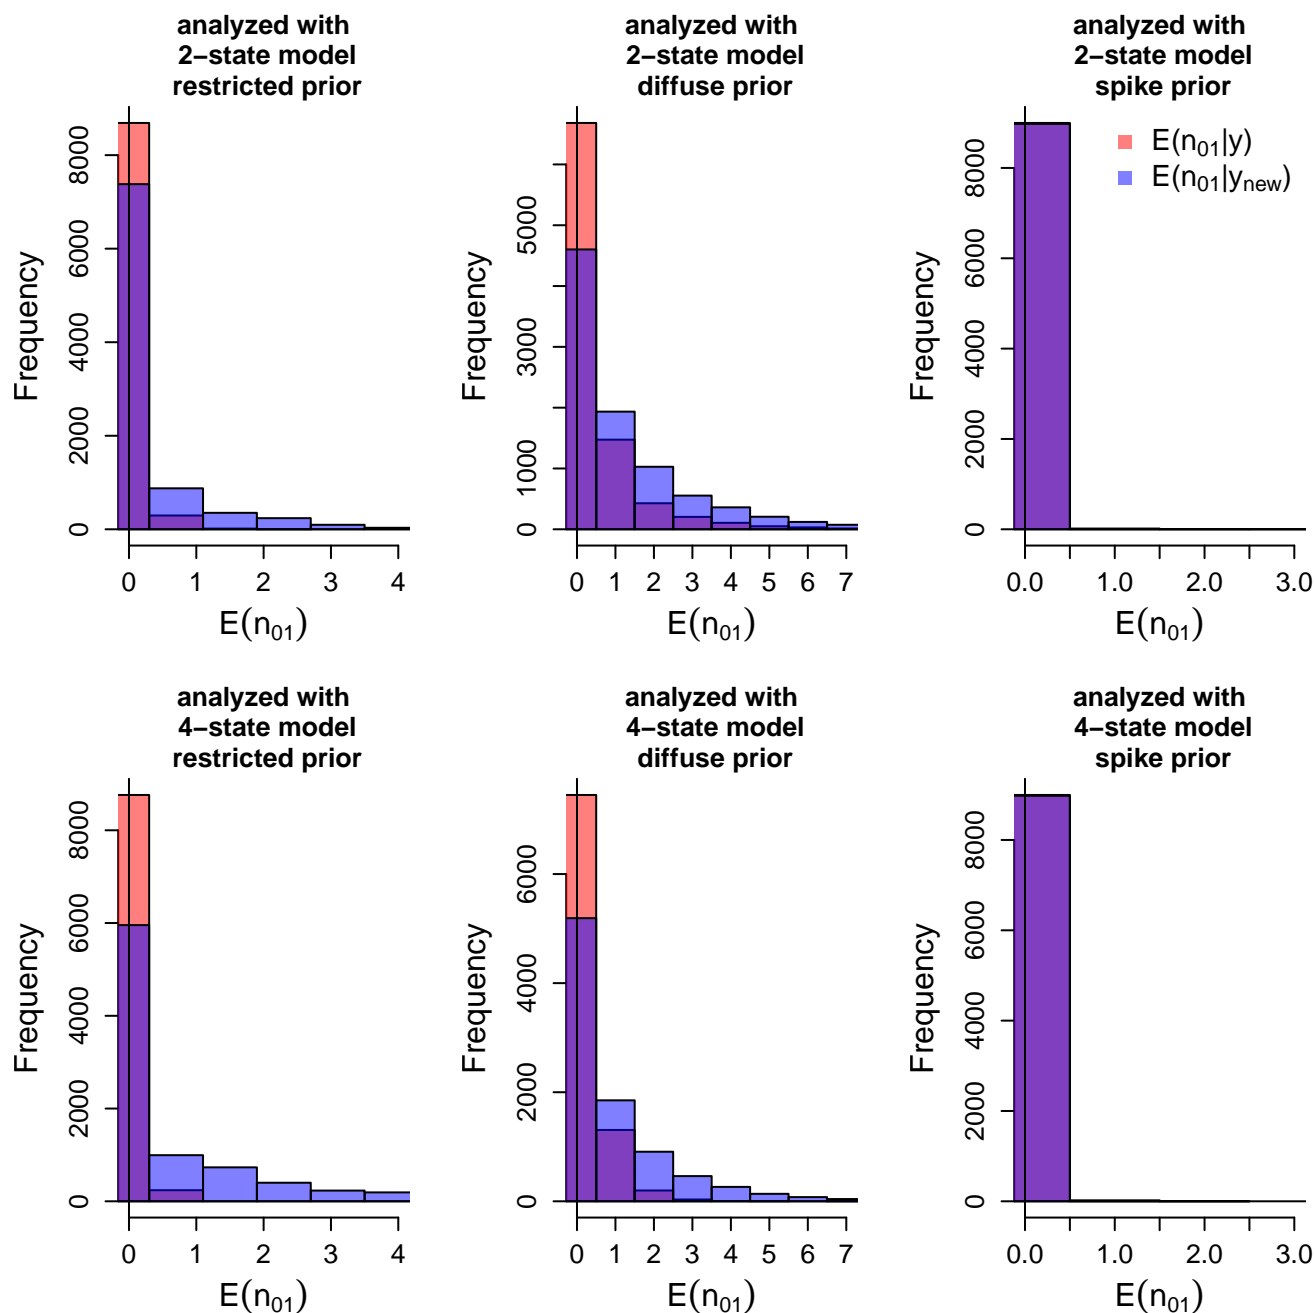 analyzed with
2−state model
restricted prior
Frequency
8000
6000
4000
2000
0
0 1 2 3 4
E(n01)
analyzed with
2−state model
diffuse prior
Frequency
5000
3000
1000
0
0 1 2 3 4 5 6 7
E(n01)
analyzed with
2−state model
spike prior
E(n01|y)
E(n01|ynew)
Frequency
8000
6000
4000
2000
0
0.0 1.0 2.0 3.0
E(n01)
analyzed with
4−state model
restricted prior
Frequency
8000
6000
4000
2000
0
0 1 2 3 4
E(n01)
analyzed with
4−state model
diffuse prior
Frequency
6000
4000
2000
0
0 1 2 3 4 5 6 7
E(n01)
analyzed with
4−state model
spike prior
Frequency
8000
6000
4000
2000
0
0.0 1.0 2.0 3.0
E(n01)